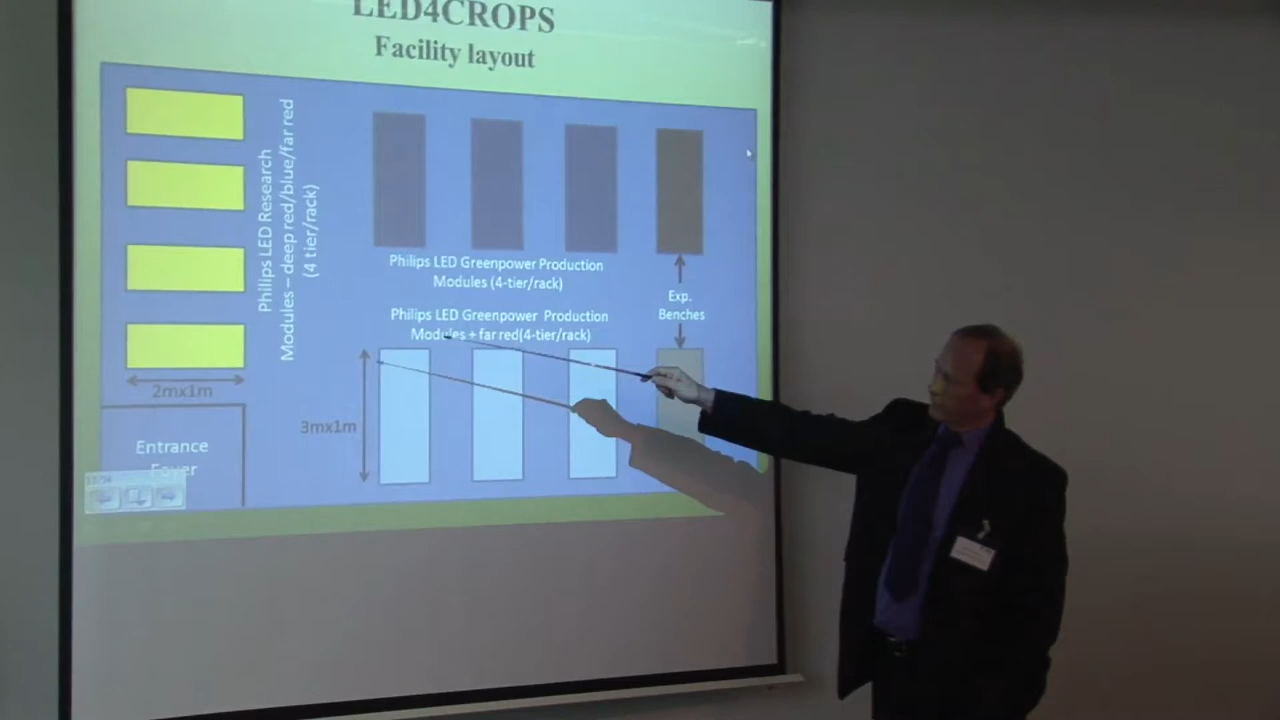 LED4CROPS
Facility layout
Philips LED Research
Modules – deep red/blue/far red
(4 tier/rack)
Philips LED Greenpower Production
Modules (4-tier/rack)
Philips LED Greenpower Production
Modules + far red(4-tier/rack)
Exp.
Benches
2mx1m
3mx1m
Entrance
Foyer